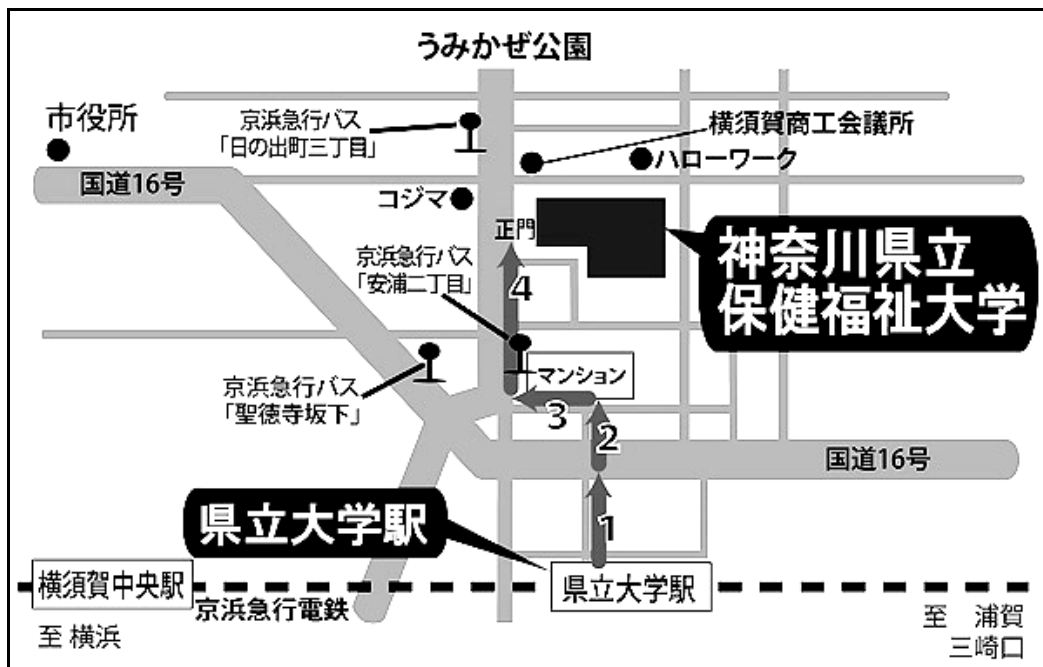 うみかぜ公園
市役所
京浜急行バス
「日の出町三丁目」
横須賀商工会議所
ハローワーク
国道16号
コジマ
正門
神奈川県立
保健福祉大学
京浜急行バス
「安浦二丁目」
4
マンション
京浜急行バス
「聖徳寺坂下」
3
2
国道16号
県立大学駅
1
横須賀中央駅
京浜急行電鉄
県立大学駅
至 横浜
至 浦賀
三崎口